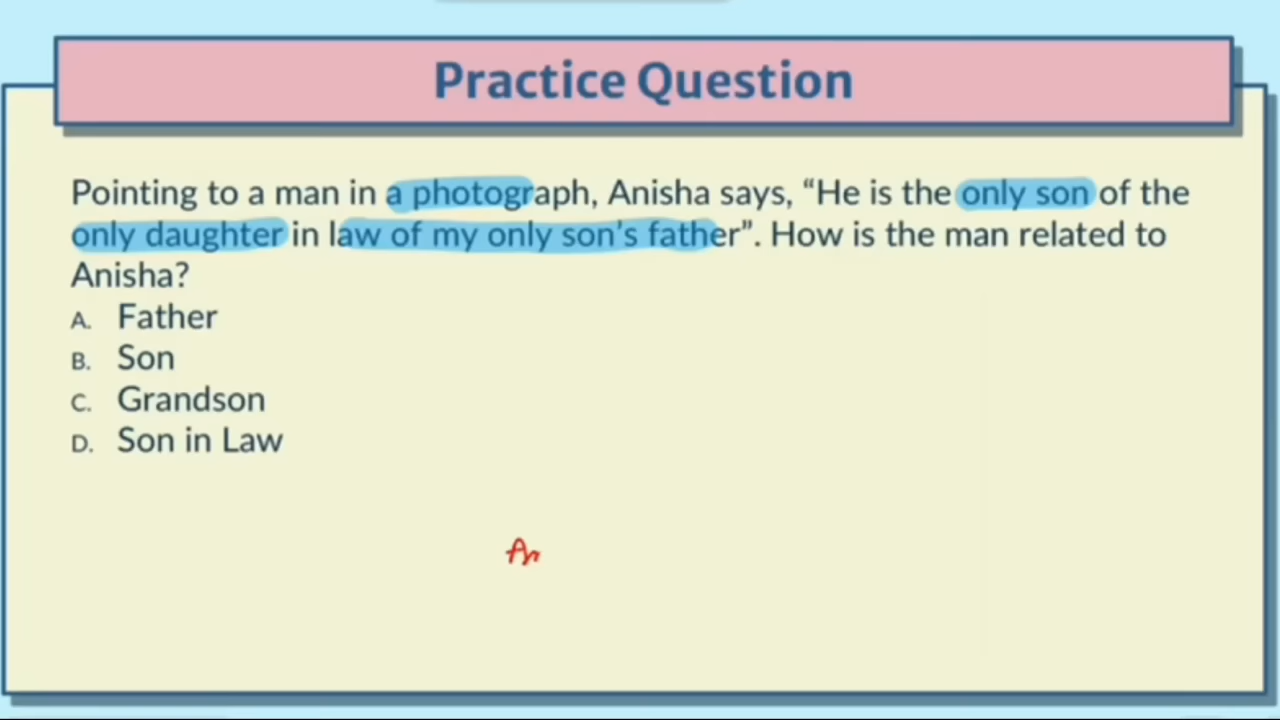 Practice Question
Pointing to a man in a photograph, Anisha says, “He is the only son of the
only daughter in law of my only son’s father”. How is the man related to
Anisha?
A. Father
B. Son
C. Grandson
D. Son in Law
An